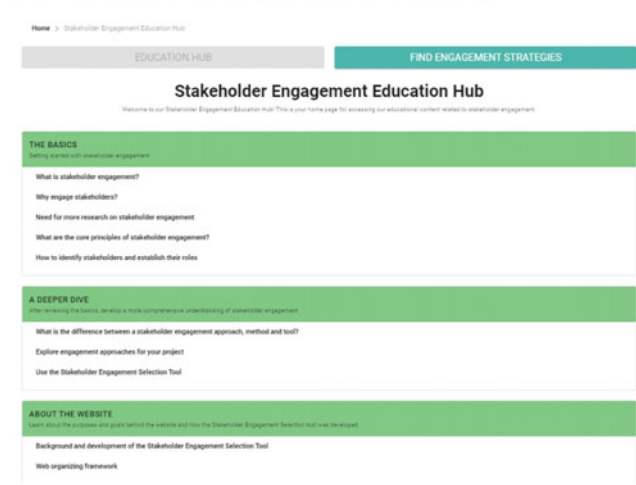 Home > Stakeholder Engagement Education Hub
EDUCATION HUB
FIND ENGAGEMENT STRATEGIES
Stakeholder Engagement Education Hub
Welcome to our Stakeholder Engagement Education Hub! This is your home page for accessing our educational content related to stakeholder engagement.
THE BASICS
Getting started with stakeholder engagement
What is stakeholder engagement?
Why engage stakeholders?
Need for more research on stakeholder engagement
What are the core principles of stakeholder engagement?
How to identify stakeholders and establish their roles
A DEEPER DIVE
After reviewing the basics, develop a more comprehensive understanding of stakeholder engagement
What is the difference between a stakeholder engagement approach, method and tool?
Explore engagement approaches for your project
Use the Stakeholder Engagement Selection Tool
ABOUT THE WEBSITE
Learn about the purposes and goals behind the website and how the Stakeholder Engagement Selection tool was developed
Background and development of the Stakeholder Engagement Selection Tool
Web organizing framework